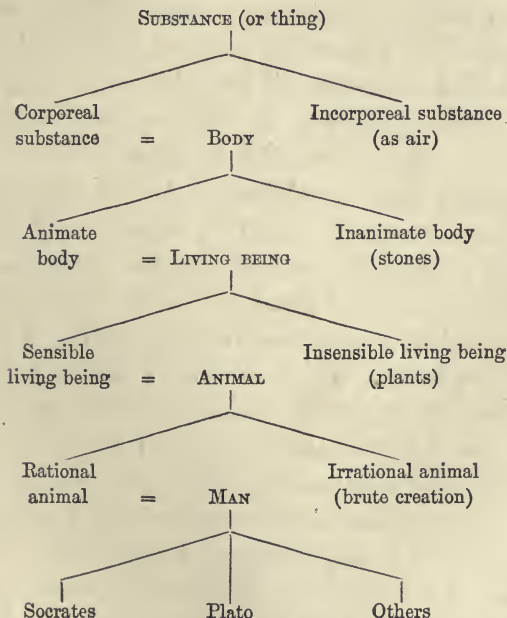 SUBSTANCE (or thing)
Corporeal substance = BODY
Incorporeal substance (as air)
Animate body = LIVING BEING
Inanimate body (stones)
Sensible living being = ANIMAL
Insensible living being (plants)
Rational animal = MAN
Irrational animal (brute creation)
Socrates Plato Others